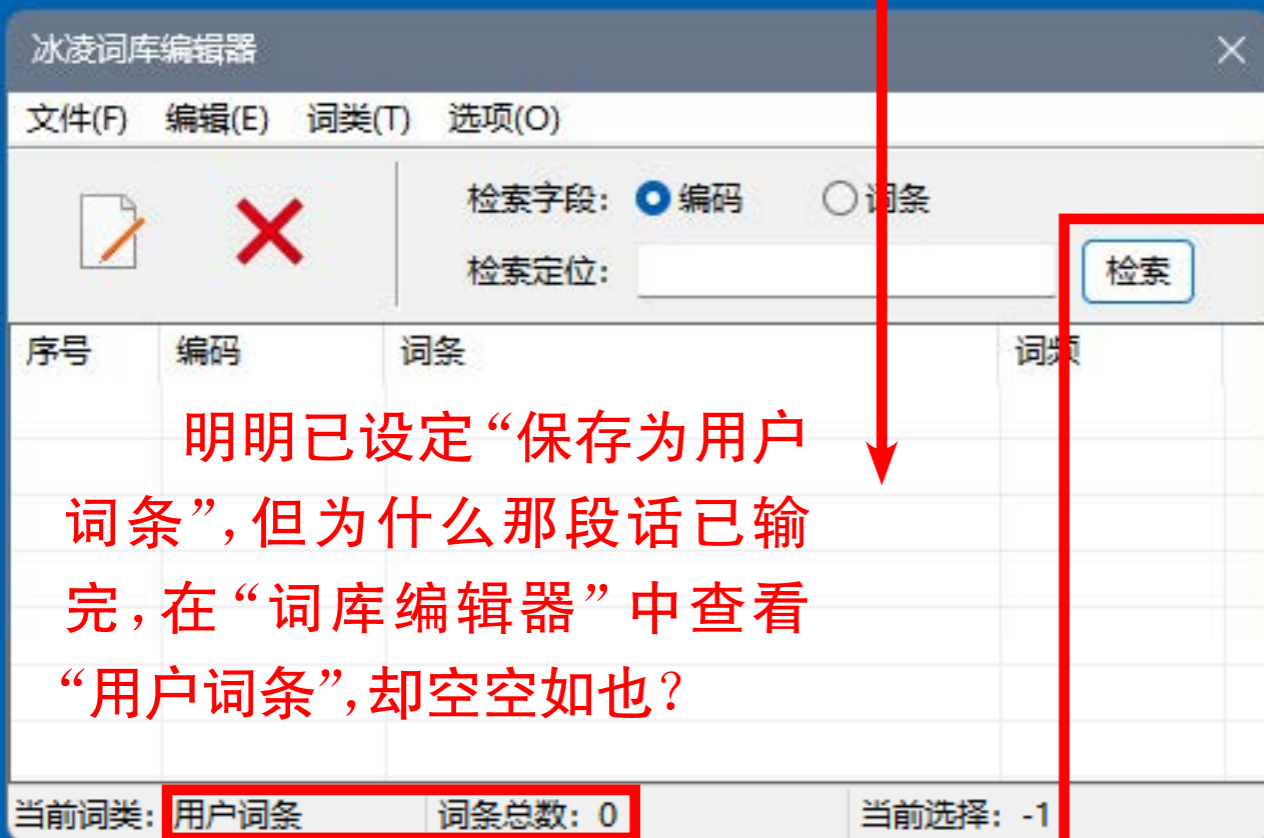 冰凌词库编辑器
文件(F) 编辑(E) 词类(T) 选项(O)
检索字段: 编码 词条
检索定位: 检索
序号 编码 词条 词频
明明已设定“保存为用户
词条”,但为什么那段话已输
完,在“词库编辑器”中查看
“用户词条”,却空空如也?
当前词类: 用户词条 词条总数: 0 当前选择: -1